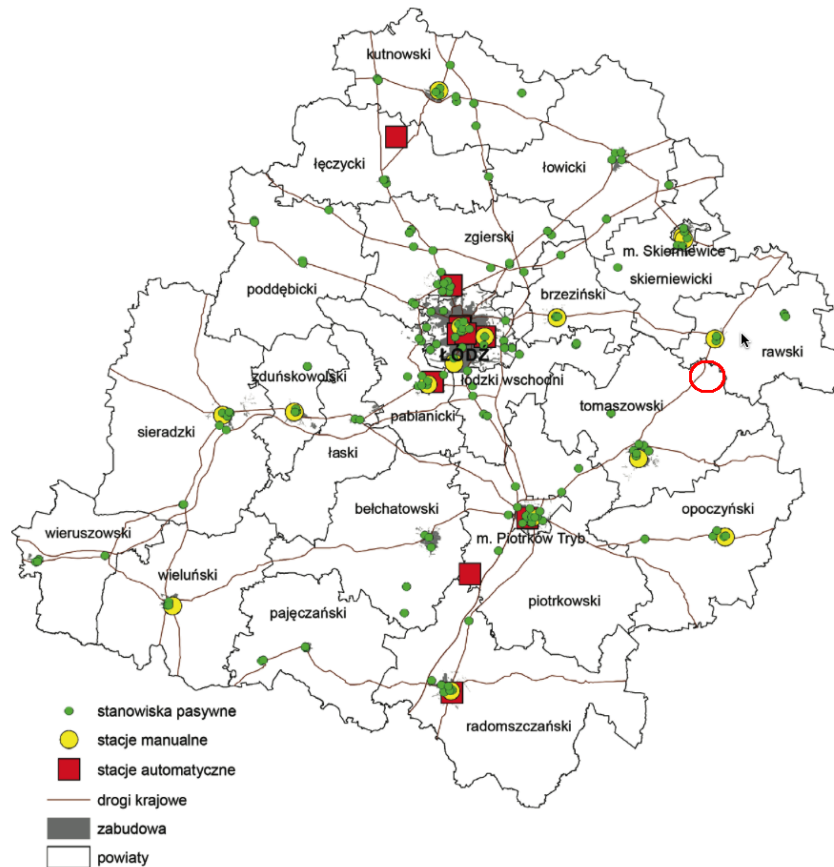 kutnowski
łęczycki
łowicki
zgierski
m. Skierniewice
skierniewicki
poddębicki
brzeziński
rawski
ŁÓDŹ
zduńskowolski
łódzki wschodni
sieradzki
pabianicki
tomaszowski
łaski
bełchatowski
opoczyński
wieruszowski
m. Piotrków Tryb.
wieluński
pajęczański
piotrkowski
radomszczański
stanowiska pasywne
stacje manualne
stacje automatyczne
drogi krajowe
zabudowa
powiaty